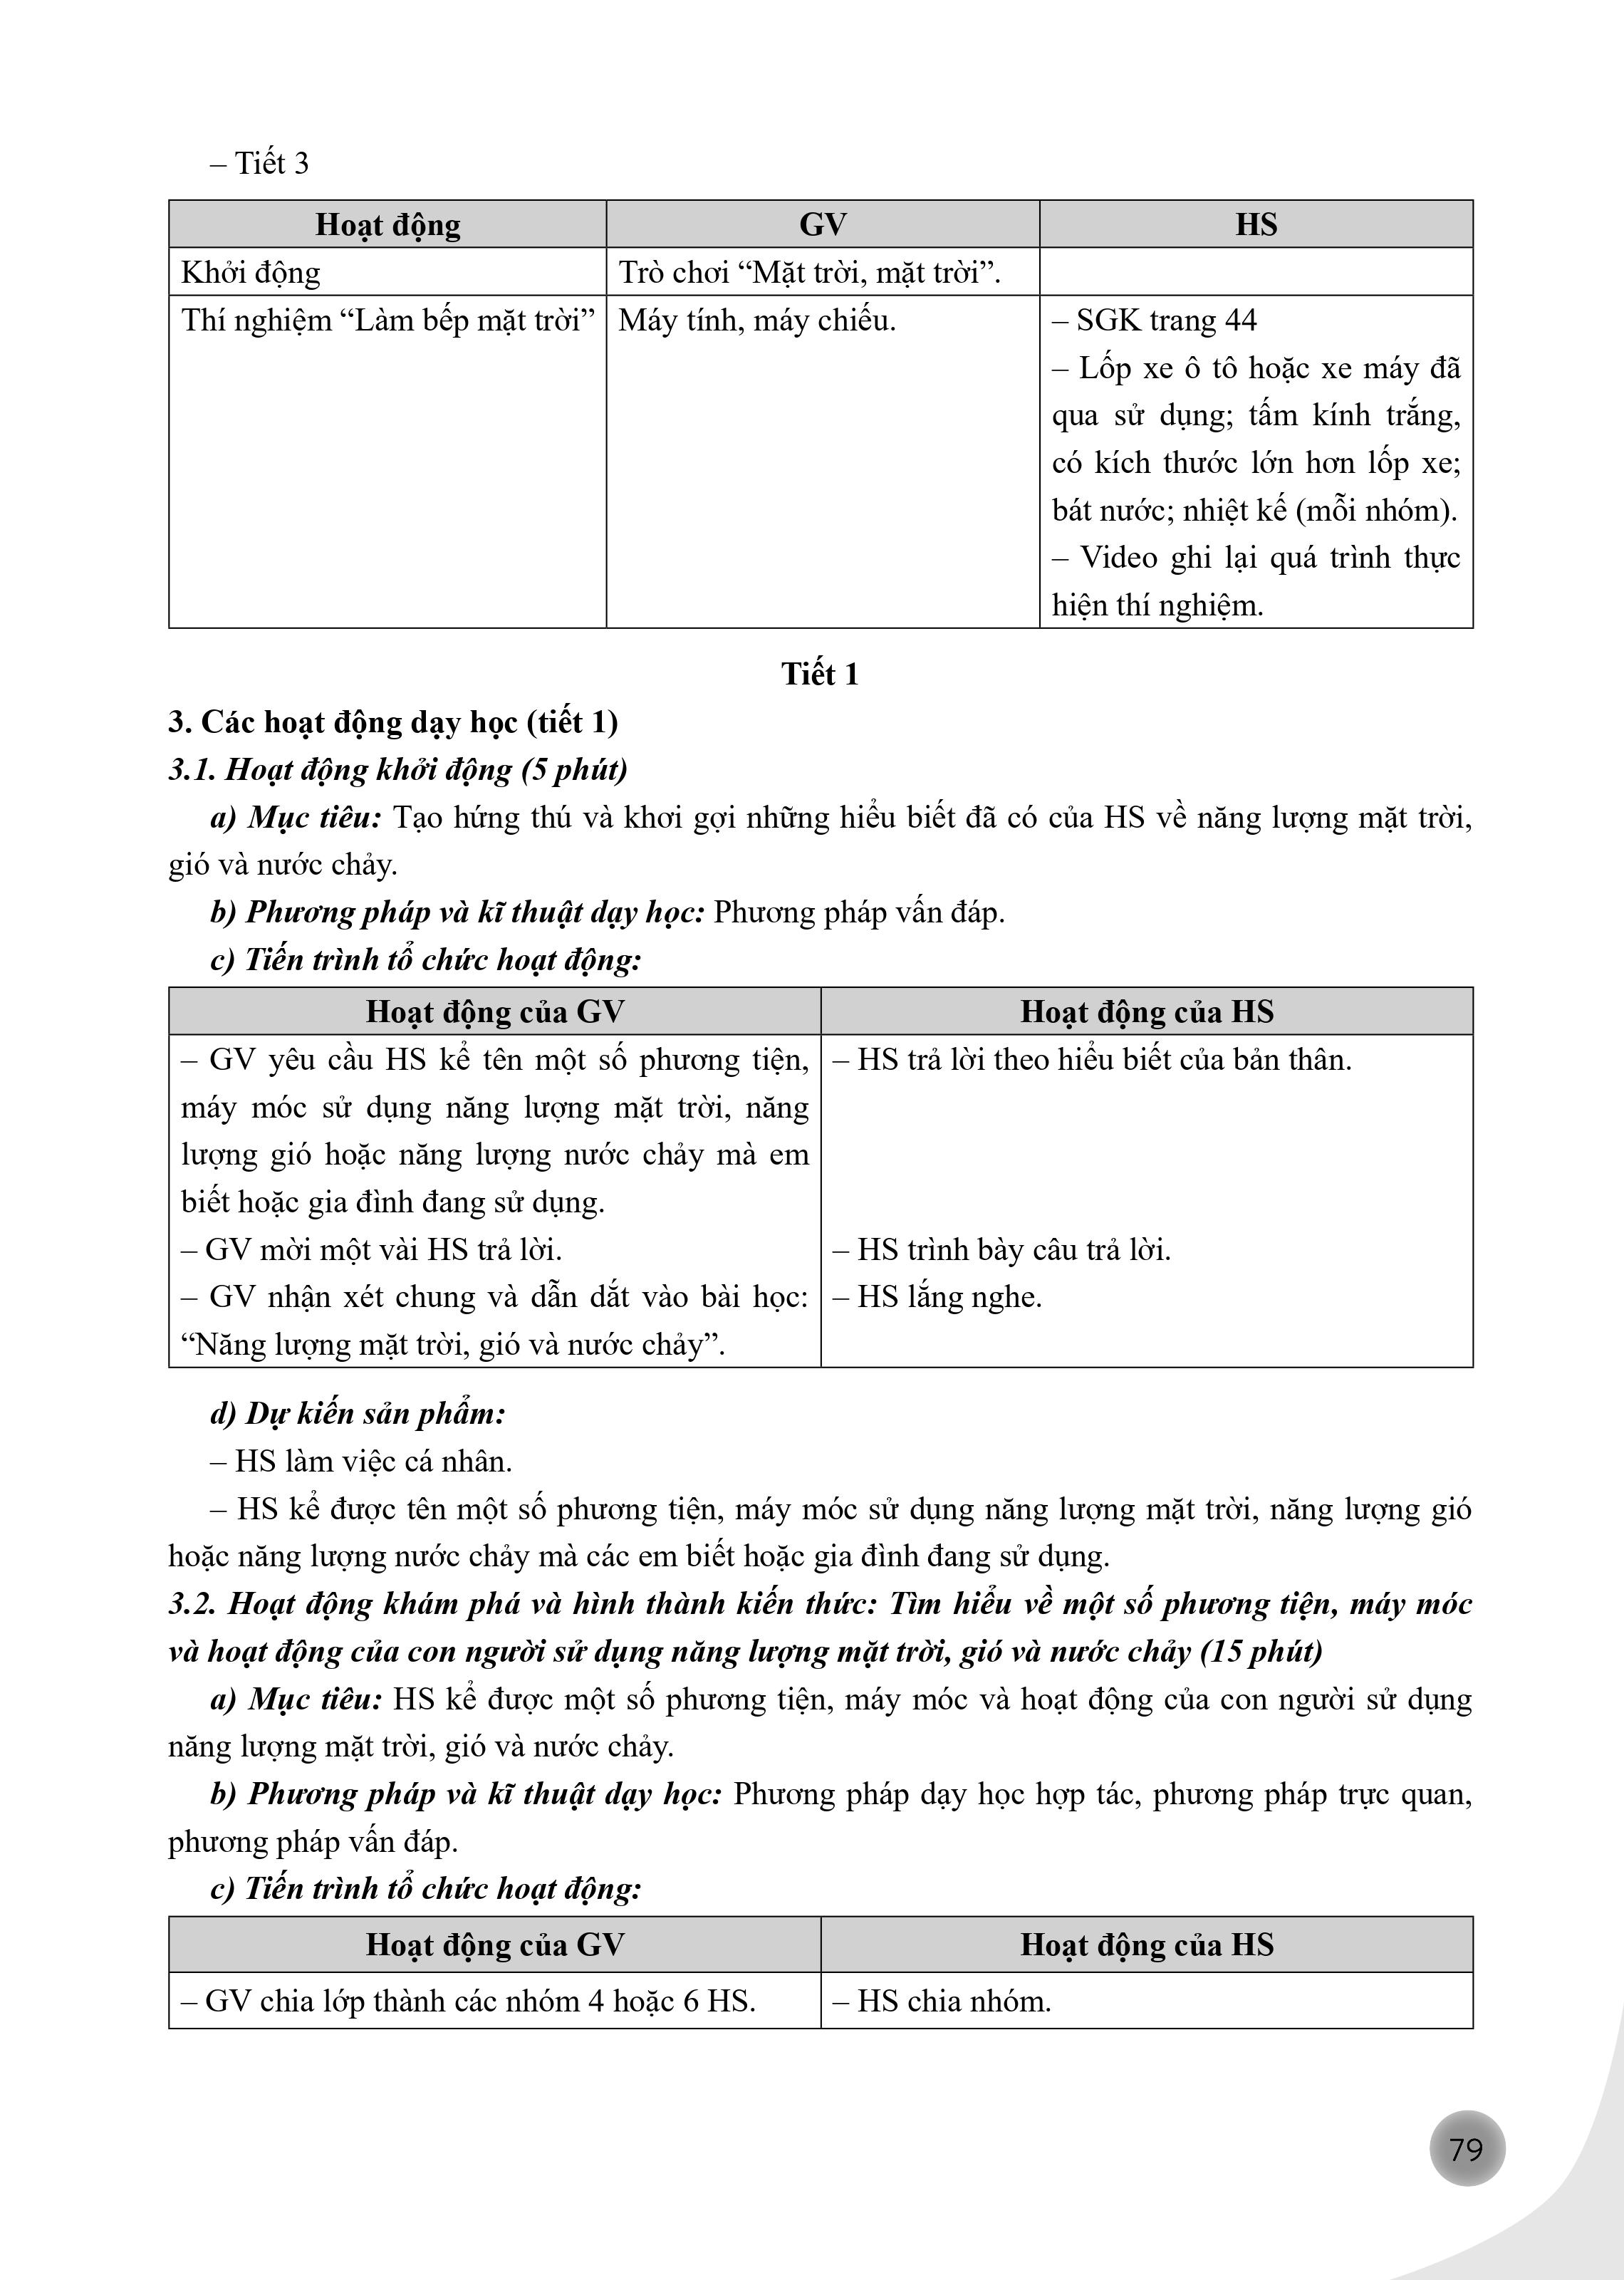 – Tiết 3
Hoạt động GV HS
Khởi động Trò chơi “Mặt trời, mặt trời”.
Thí nghiệm “Làm bếp mặt trời” Máy tính, máy chiếu. – SGK trang 44
– Lốp xe ô tô hoặc xe máy đã
qua sử dụng; tấm kính trắng,
có kích thước lớn hơn lốp xe;
bát nước; nhiệt kế (mỗi nhóm).
– Video ghi lại quá trình thực
hiện thí nghiệm.
Tiết 1
3. Các hoạt động dạy học (tiết 1)
3.1. Hoạt động khởi động (5 phút)
a) Mục tiêu: Tạo hứng thú và khơi gợi những hiểu biết đã có của HS về năng lượng mặt trời,
gió và nước chảy.
b) Phương pháp và kĩ thuật dạy học: Phương pháp vấn đáp.
c) Tiến trình tổ chức hoạt động:
Hoạt động của GV Hoạt động của HS
– GV yêu cầu HS kể tên một số phương tiện, – HS trả lời theo hiểu biết của bản thân.
máy móc sử dụng năng lượng mặt trời, năng
lượng gió hoặc năng lượng nước chảy mà em
biết hoặc gia đình đang sử dụng.
– GV mời một vài HS trả lời. – HS trình bày câu trả lời.
– GV nhận xét chung và dẫn dắt vào bài học: – HS lắng nghe.
“Năng lượng mặt trời, gió và nước chảy”.
d) Dự kiến sản phẩm:
– HS làm việc cá nhân.
– HS kể được tên một số phương tiện, máy móc sử dụng năng lượng mặt trời, năng lượng gió
hoặc năng lượng nước chảy mà các em biết hoặc gia đình đang sử dụng.
3.2. Hoạt động khám phá và hình thành kiến thức: Tìm hiểu về một số phương tiện, máy móc
và hoạt động của con người sử dụng năng lượng mặt trời, gió và nước chảy (15 phút)
a) Mục tiêu: HS kể được một số phương tiện, máy móc và hoạt động của con người sử dụng
năng lượng mặt trời, gió và nước chảy.
b) Phương pháp và kĩ thuật dạy học: Phương pháp dạy học hợp tác, phương pháp trực quan,
phương pháp vấn đáp.
c) Tiến trình tổ chức hoạt động:
Hoạt động của GV Hoạt động của HS
– GV chia lớp thành các nhóm 4 hoặc 6 HS. – HS chia nhóm.
79